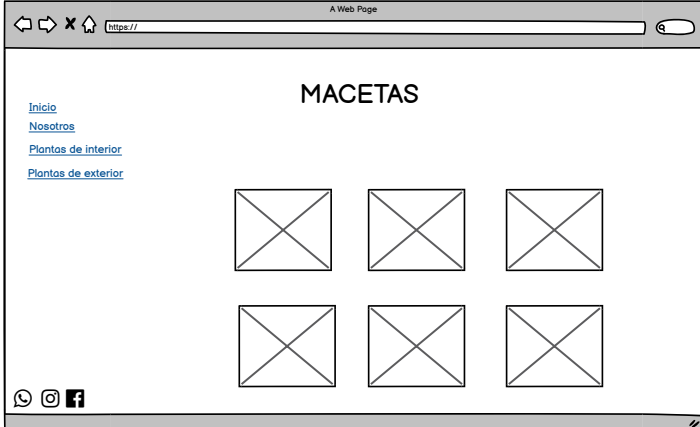 A Web Page
https://
MACETAS
Inicio
Nosotros
Plantas de interior
Plantas de exterior